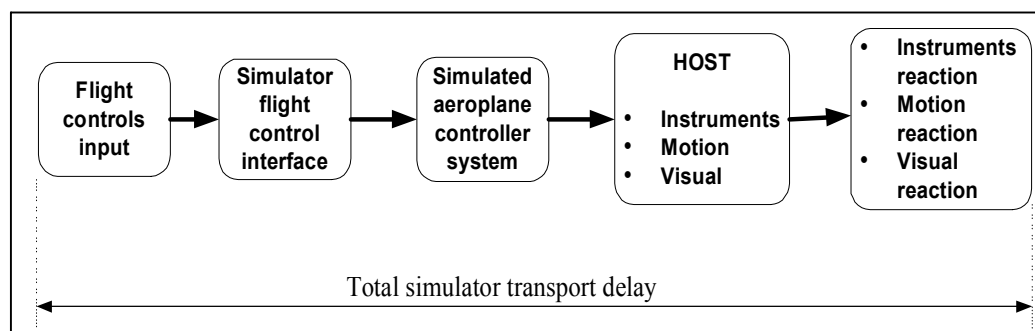 Flight
controls
input
Simulator
flight
control
interface
Simulated
aeroplane
controller
system
HOST
• Instruments
• Motion
• Visual
• Instruments
reaction
• Motion
reaction
• Visual
reaction
Total simulator transport delay